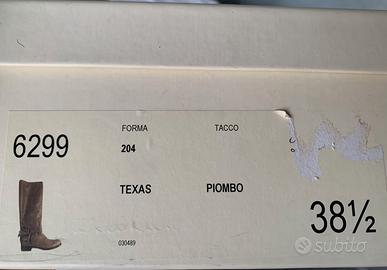 FORMA TACCO
6299 204
TEXAS PIOMBO
38½
030489
subito